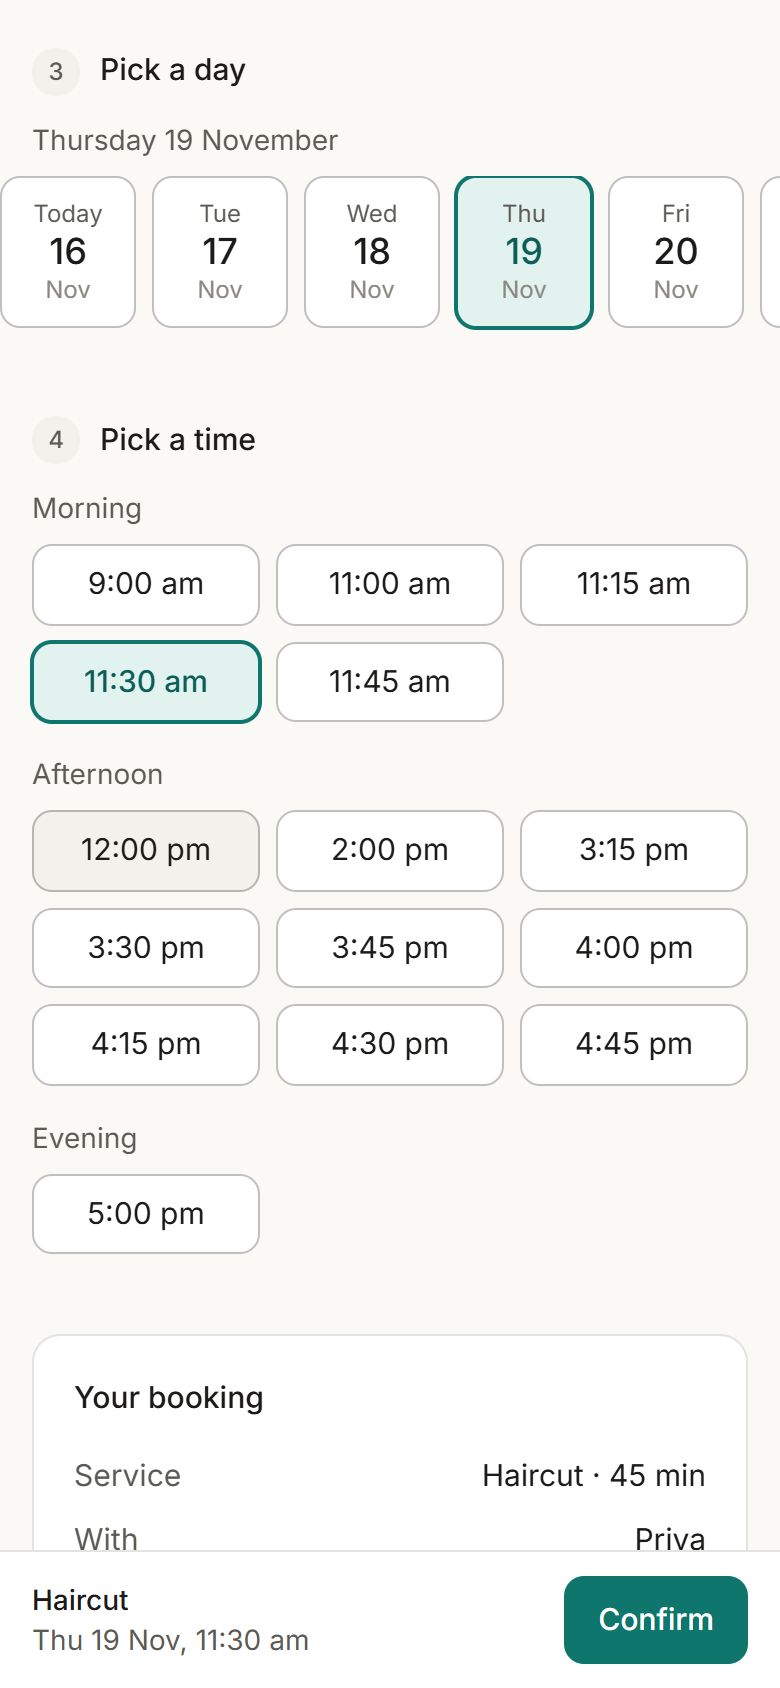 3 Pick a day
Thursday 19 November
Today Tue Wed Thu Fri
16 17 18 19 20
Nov Nov Nov Nov Nov
4 Pick a time
Morning
9:00 am 11:00 am 11:15 am
11:30 am 11:45 am
Afternoon
12:00 pm 2:00 pm 3:15 pm
3:30 pm 3:45 pm 4:00 pm
4:15 pm 4:30 pm 4:45 pm
Evening
5:00 pm
Your booking
Service Haircut · 45 min
With Priya
Haircut
Thu 19 Nov, 11:30 am
Confirm